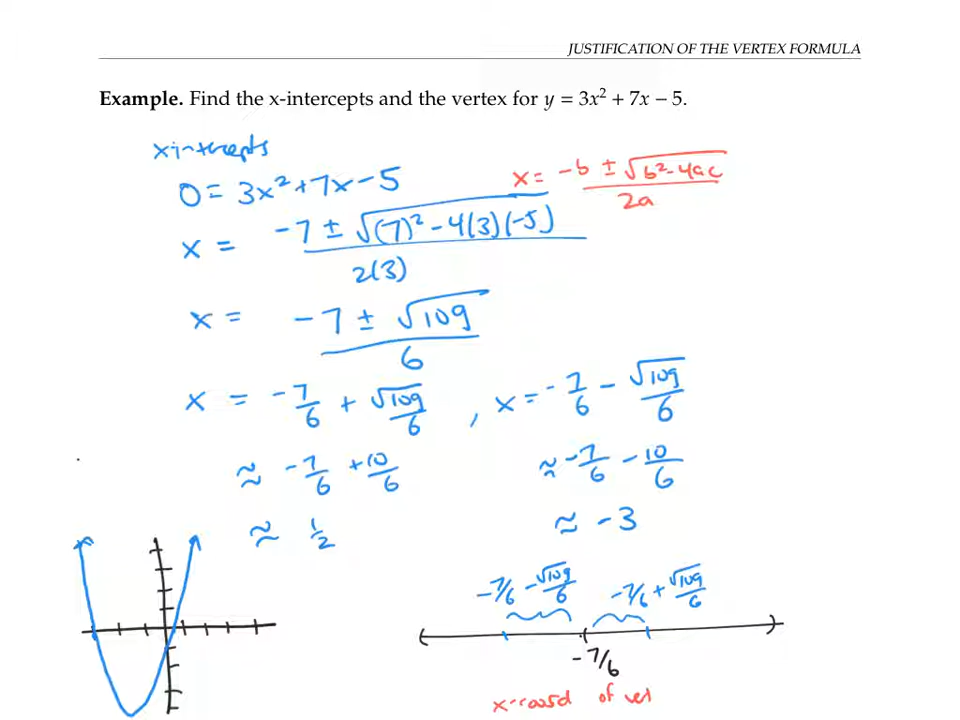 JUSTIFICATION OF THE VERTEX FORMULA
Example. Find the x-intercepts and the vertex for y = 3x² + 7x − 5.
x intercepts
0 = 3x² + 7x − 5
x = −b ± √(b² − 4ac) / 2a
x = −7 ± √((7)² − 4(3)(−5)) / 2(3)
x = −7 ± √109 / 6
x = −7/6 + √109/6 , x = −7/6 − √109/6
≈ −7/6 + 10/6 ≈ −7/6 − 10/6
≈ 1/2 ≈ −3
−7/6 − √109/6 −7/6 + √109/6
−7/6
x-coord of ver